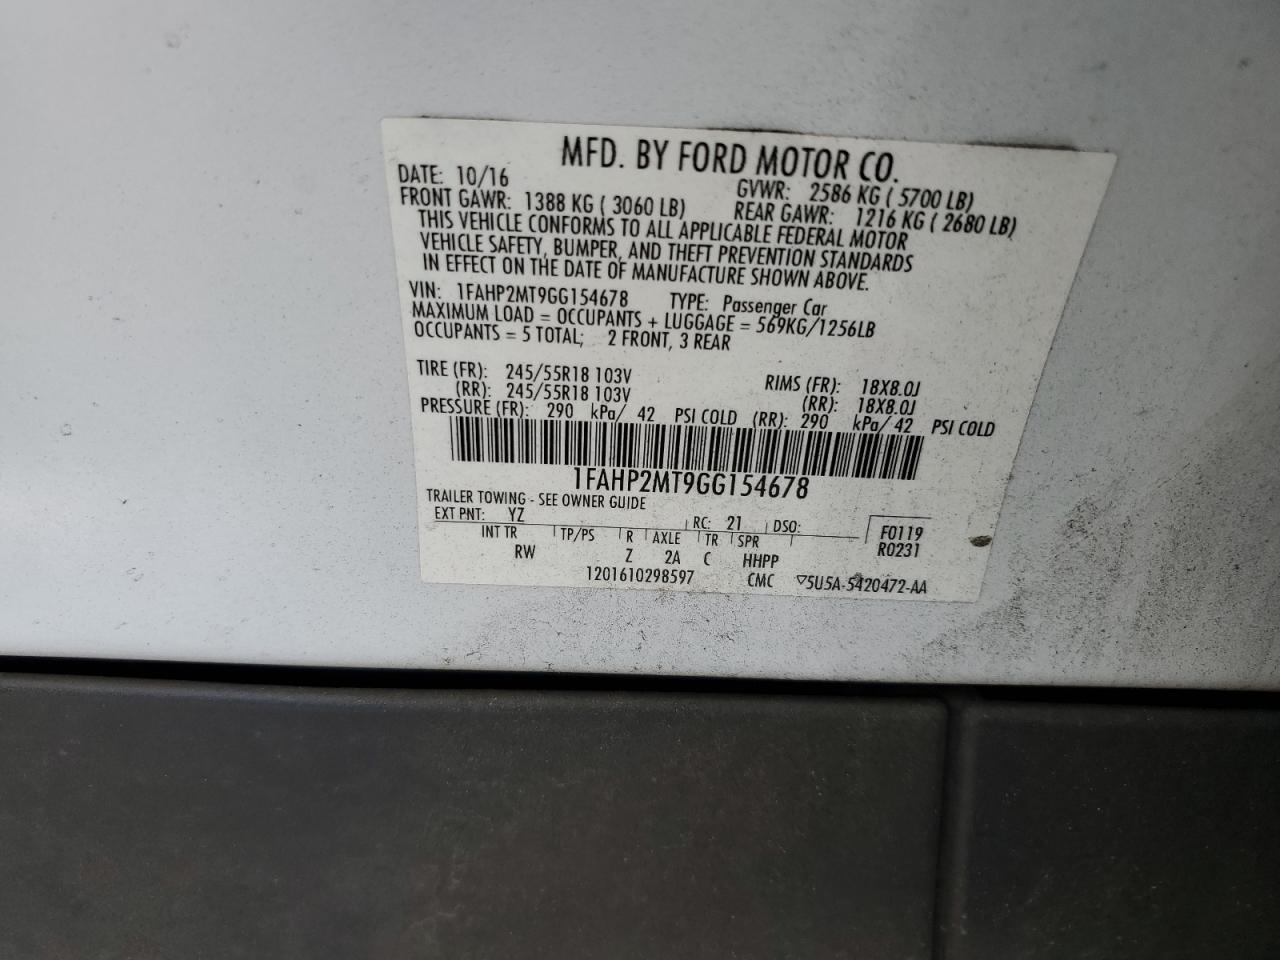 MFD. BY FORD MOTOR CO.
DATE: 10/16 GVWR: 2586 KG ( 5700 LB)
FRONT GAWR: 1388 KG ( 3060 LB) REAR GAWR: 1216 KG ( 2680 LB)
THIS VEHICLE CONFORMS TO ALL APPLICABLE FEDERAL MOTOR
VEHICLE SAFETY, BUMPER, AND THEFT PREVENTION STANDARDS
IN EFFECT ON THE DATE OF MANUFACTURE SHOWN ABOVE.
VIN: 1FAHP2MT9GG154678 TYPE: Passenger Car
MAXIMUM LOAD = OCCUPANTS + LUGGAGE = 569KG/1256LB
OCCUPANTS = 5 TOTAL; 2 FRONT, 3 REAR
TIRE (FR): 245/55R18 103V RIMS (FR): 18X8.0J
(RR): 245/55R18 103V (RR): 18X8.0J
PRESSURE (FR): 290 kPa/ 42 PSI COLD (RR): 290 kPa/ 42 PSI COLD
1FAHP2MT9GG154678
TRAILER TOWING - SEE OWNER GUIDE
EXT PNT: YZ RC: 21 DSO: F0119
INT TR TP/PS R AXLE TR SPR R0231
RW Z 2A C HHPP
1201610298597 CMC ▽5U5A-5420472-AA